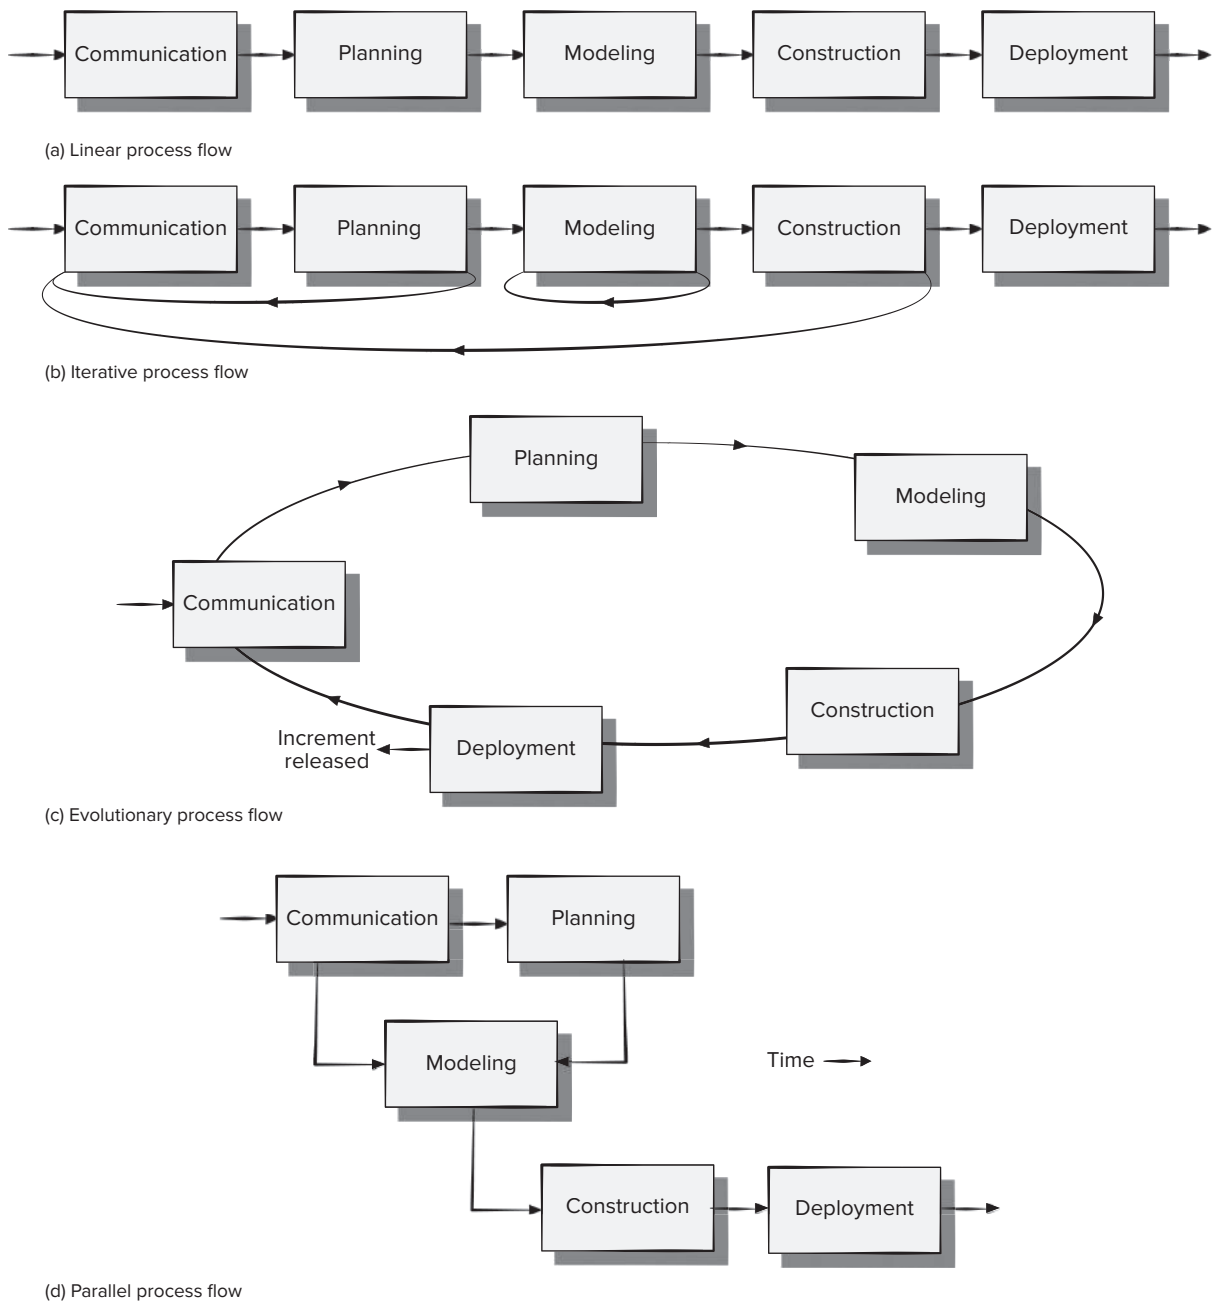 Communication
Planning
Modeling
Construction
Deployment
(a) Linear process flow
Communication
Planning
Modeling
Construction
Deployment
(b) Iterative process flow
Planning
Modeling
Communication
Construction
Increment
released
Deployment
(c) Evolutionary process flow
Communication
Planning
Modeling
Time
Construction
Deployment
(d) Parallel process flow